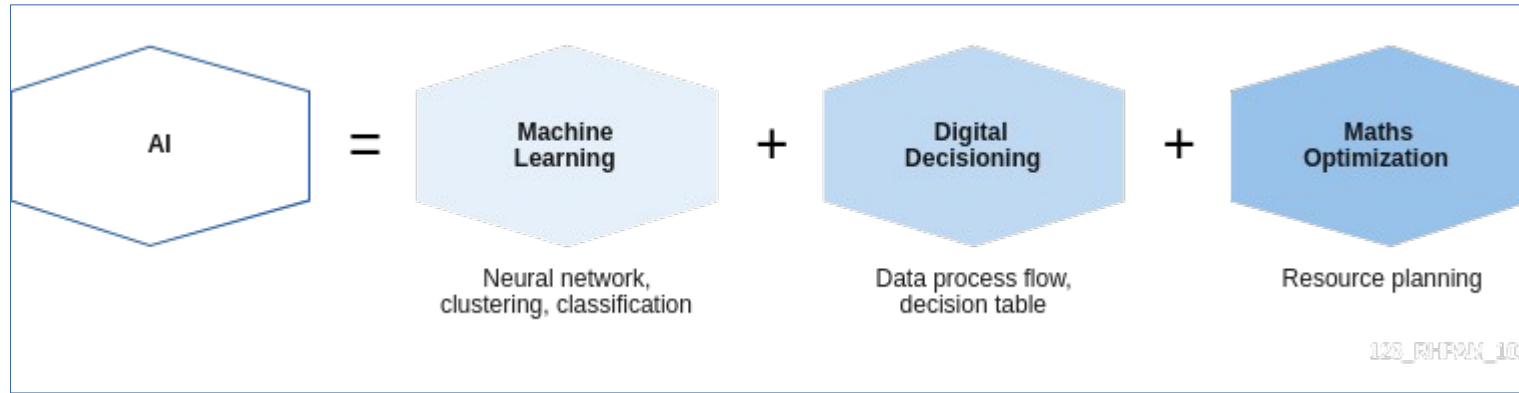 AI
=
Machine
Learning
+
Digital
Decisioning
+
Maths
Optimization
Neural network,
clustering, classification
Data process flow,
decision table
Resource planning